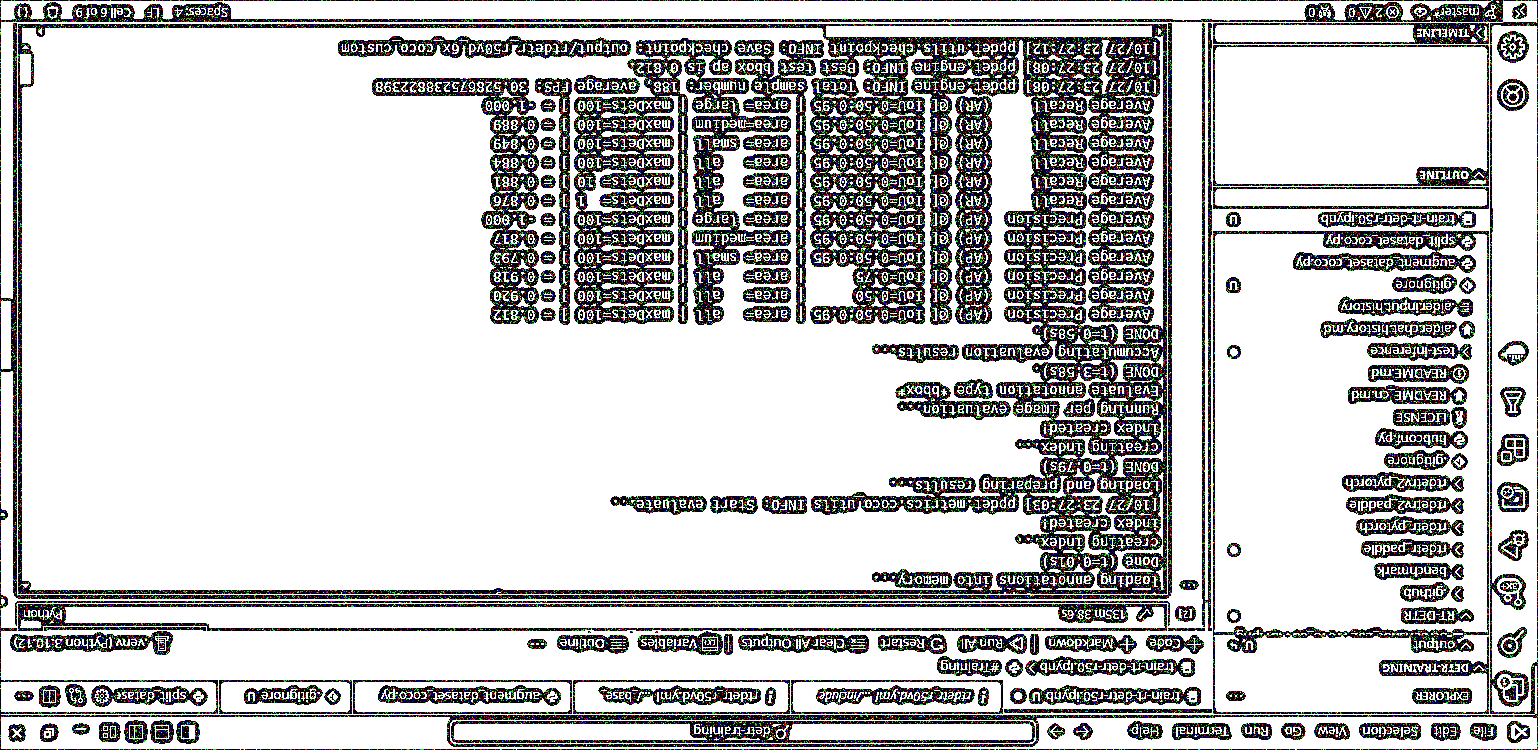 File Edit Selection View Go Run Terminal Help
detr-training
EXPLORER
DETR-TRAINING
output
RT-DETR
github
benchmark
rtdetr_paddle
rtdetr_pytorch
rtdetrv2_paddle
rtdetrv2_pytorch
.gitignore
hubconf.py
LICENSE
README_cn.md
README.md
test-inference
.aider.chat.history.md
.aider.input.history
.gitignore U
augment_dataset_coco.py
split_dataset_coco.py
train-rt-detr-r50.ipynb U
OUTLINE
TIMELINE
train-rt-detr-r50.ipynb U
rtdetr_r50vd.yml .../include
rtdetr_r50vd.yml .../_base_
augment_dataset_coco.py
.gitignore U
split_datas
train-rt-detr-r50.ipynb > #Training
Code Markdown | Run All Restart Clear All Outputs | Variables Outline
.venv (Python 3.10.12)
[2] 135m 38.6s
Python
loading annotations into memory...
Done (t=0.01s)
creating index...
index created!
[10/27 23:27:03] ppdet.metrics.coco_utils INFO: Start evaluate...
Loading and preparing results...
DONE (t=0.79s)
creating index...
index created!
Running per image evaluation...
Evaluate annotation type *bbox*
DONE (t=3.58s).
Accumulating evaluation results...
DONE (t=0.58s).
Average Precision (AP) @[ IoU=0.50:0.95 | area= all | maxDets=100 ] = 0.812
Average Precision (AP) @[ IoU=0.50 | area= all | maxDets=100 ] = 0.920
Average Precision (AP) @[ IoU=0.75 | area= all | maxDets=100 ] = 0.918
Average Precision (AP) @[ IoU=0.50:0.95 | area= small | maxDets=100 ] = 0.793
Average Precision (AP) @[ IoU=0.50:0.95 | area=medium | maxDets=100 ] = 0.817
Average Precision (AP) @[ IoU=0.50:0.95 | area= large | maxDets=100 ] = -1.000
Average Recall (AR) @[ IoU=0.50:0.95 | area= all | maxDets= 1 ] = 0.876
Average Recall (AR) @[ IoU=0.50:0.95 | area= all | maxDets= 10 ] = 0.881
Average Recall (AR) @[ IoU=0.50:0.95 | area= all | maxDets=100 ] = 0.884
Average Recall (AR) @[ IoU=0.50:0.95 | area= small | maxDets=100 ] = 0.849
Average Recall (AR) @[ IoU=0.50:0.95 | area=medium | maxDets=100 ] = 0.889
Average Recall (AR) @[ IoU=0.50:0.95 | area= large | maxDets=100 ] = -1.000
[10/27 23:27:08] ppdet.engine INFO: Total sample number: 188, average FPS: 30.52867523862232398
[10/27 23:27:08] ppdet.engine INFO: Best test bbox ap is 0.812.
[10/27 23:27:12] ppdet.utils.checkpoint INFO: Save checkpoint: output/rtdetr_r50vd_6x_coco_custom
master* 2 0 0
Spaces: 4 LF Cell 6 of 9